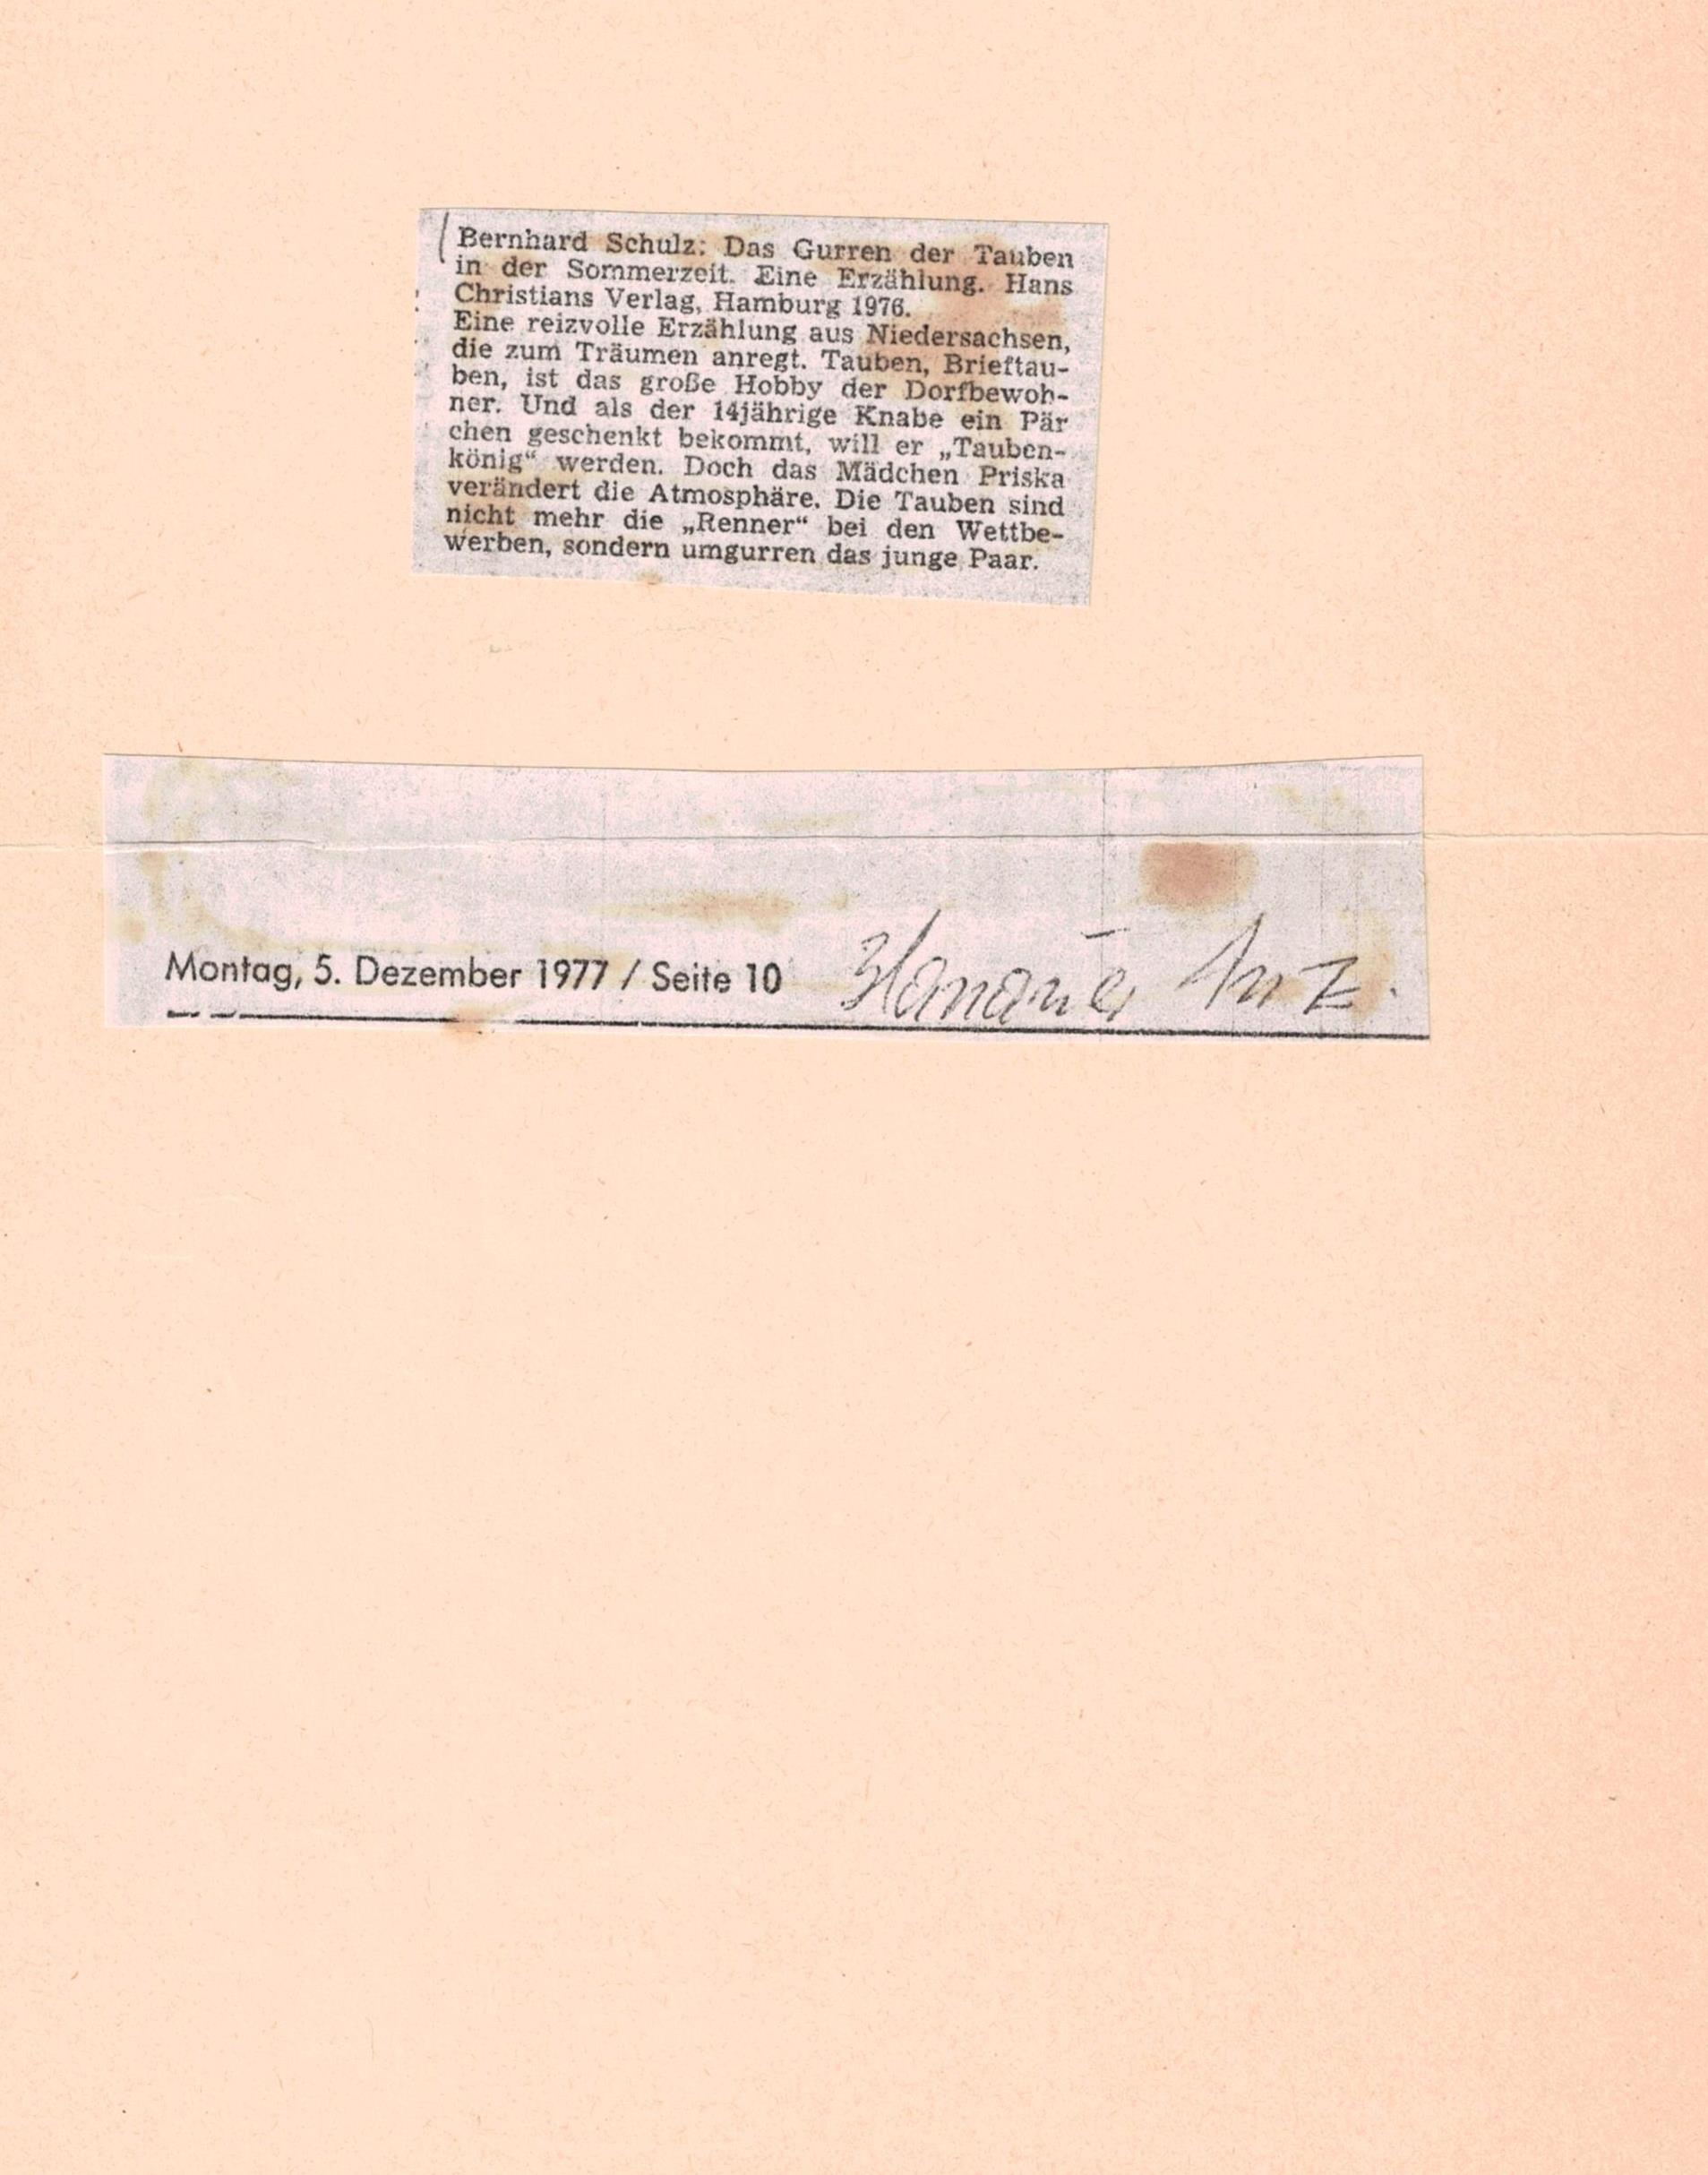 Bernhard Schulz: Das Gurren der Tauben
in der Sommerzeit. Eine Erzählung. Hans
Christians Verlag, Hamburg 1976.
Eine reizvolle Erzählung aus Niedersachsen,
die zum Träumen anregt. Tauben, Brieftau-
ben, ist das große Hobby der Dorfbewoh-
ner. Und als der 14jährige Knabe ein Pär
chen geschenkt bekommt, will er „Tauben-
könig“ werden. Doch das Mädchen Priska
verändert die Atmosphäre. Die Tauben sind
nicht mehr die „Renner“ bei den Wettbe-
werben, sondern umgurren das junge Paar.
Montag, 5. Dezember 1977 / Seite 10 Hanauer Anz.